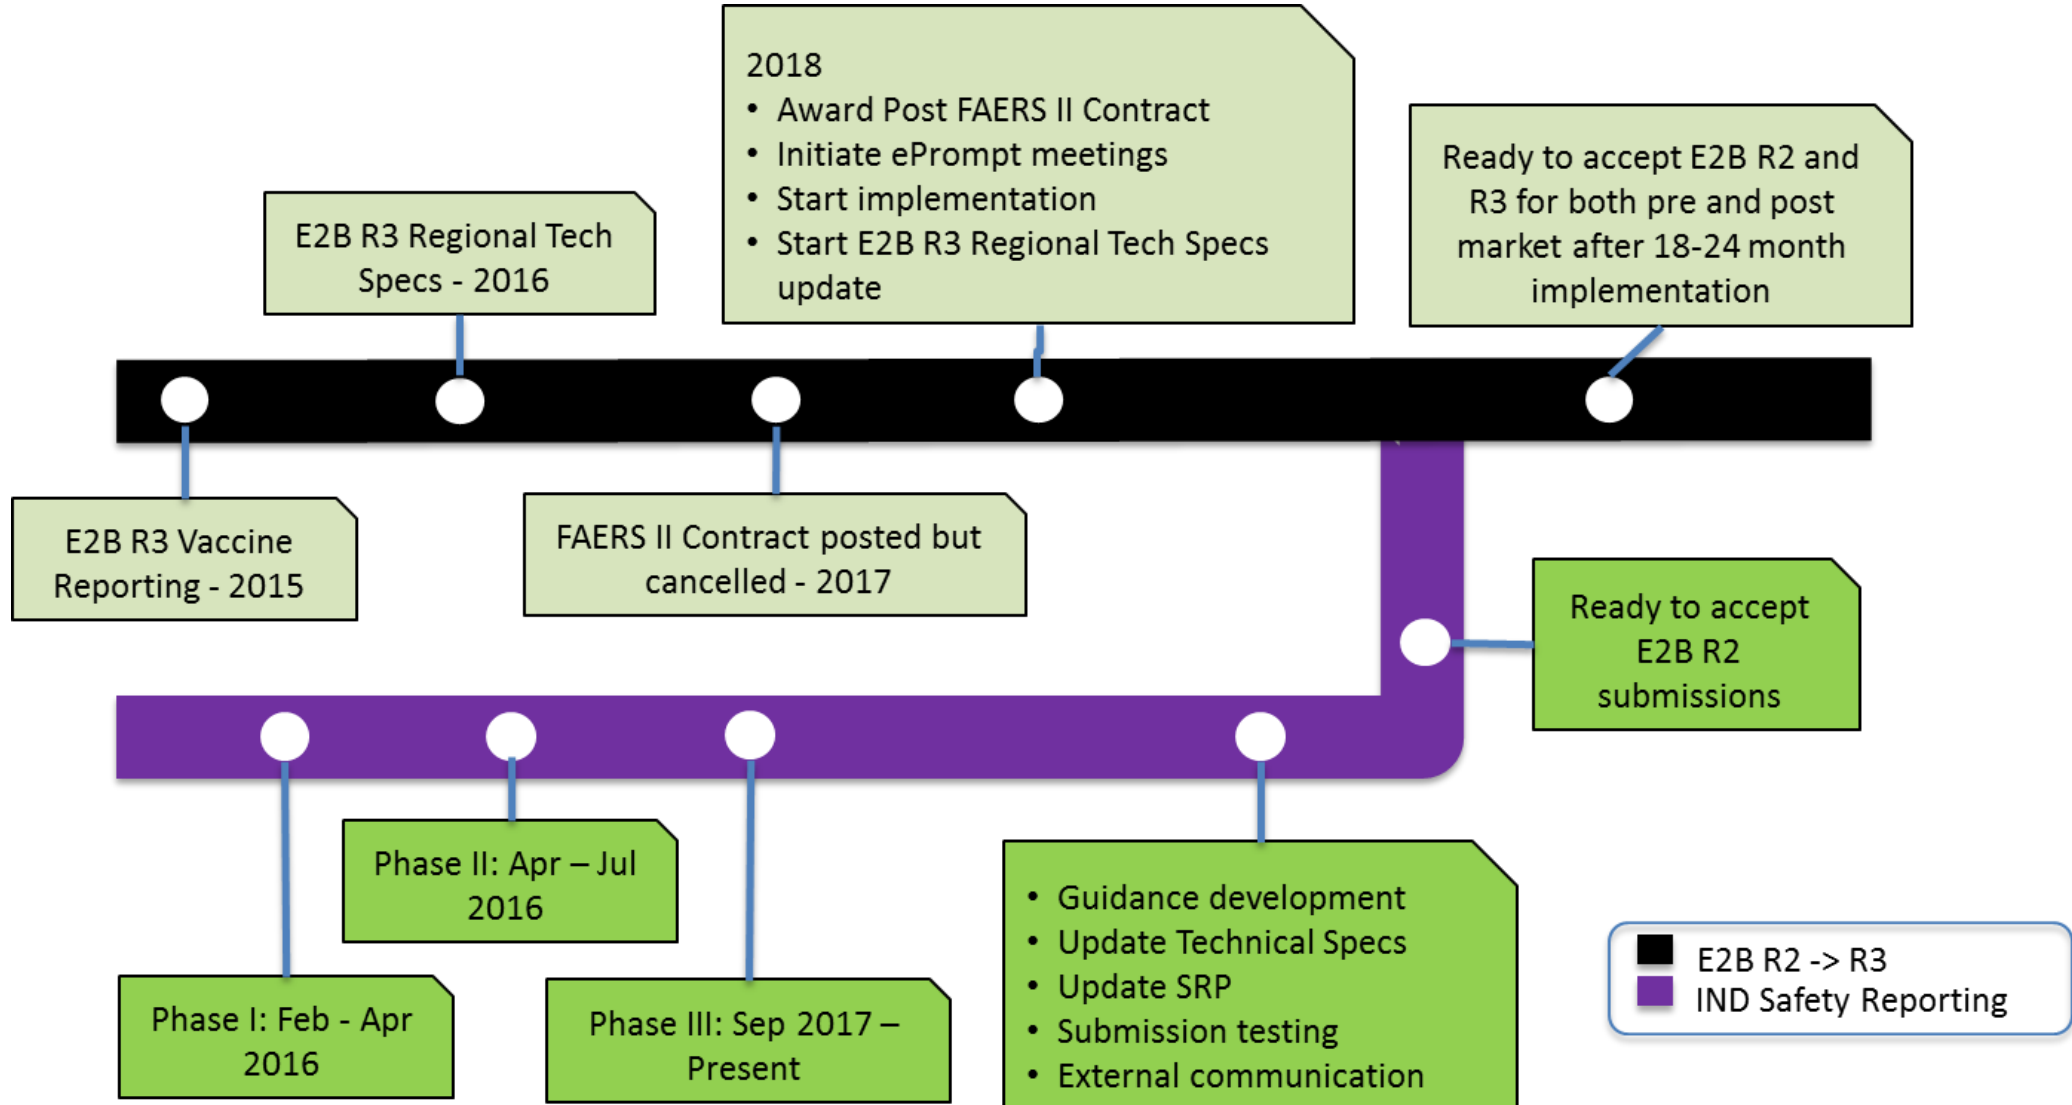 2018
• Award Post FAERS II Contract
• Initiate ePrompt meetings
• Start implementation
• Start E2B R3 Regional Tech Specs
update
E2B R3 Regional Tech
Specs - 2016
Ready to accept E2B R2 and
R3 for both pre and post
market after 18-24 month
implementation
E2B R3 Vaccine
Reporting - 2015
FAERS II Contract posted but
cancelled - 2017
Ready to accept
E2B R2
submissions
Phase II: Apr – Jul
2016
Phase I: Feb - Apr
2016
Phase III: Sep 2017 –
Present
• Guidance development
• Update Technical Specs
• Update SRP
• Submission testing
• External communication
E2B R2 -> R3
IND Safety Reporting